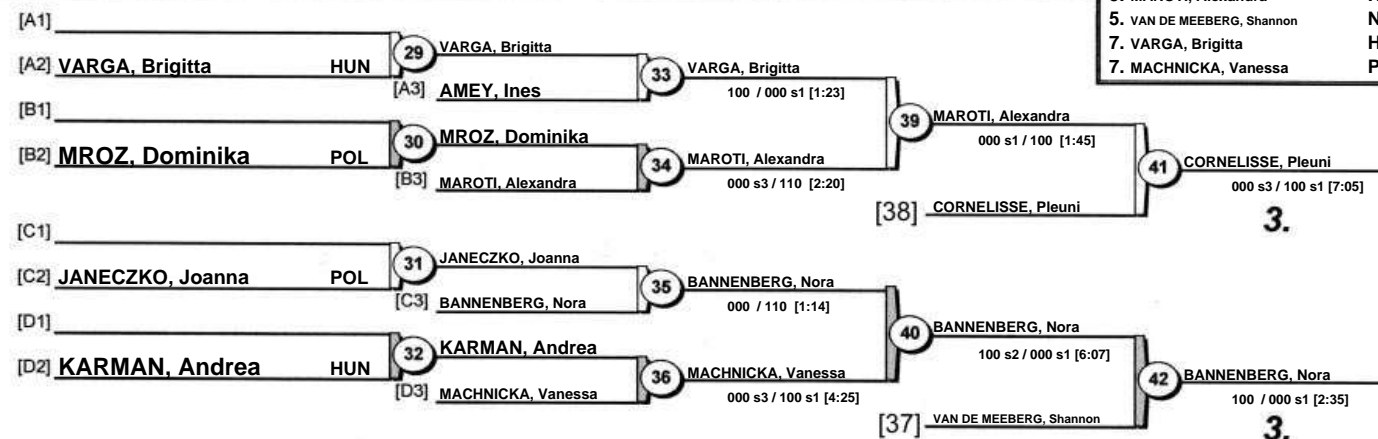 5. VAN DE MEEBERG, Shannon N
7. VARGA, Brigitta H
7. MACHNICKA, Vanessa P
[A1]
[A2] VARGA, Brigitta HUN
29
VARGA, Brigitta
[A3] AMEY, Ines
33
VARGA, Brigitta
100 / 000 s1 [1:23]
[B1]
[B2] MROZ, Dominika POL
30
MROZ, Dominika
[B3] MAROTI, Alexandra
34
MAROTI, Alexandra
000 s3 / 110 [2:20]
39
MAROTI, Alexandra
000 s1 / 100 [1:45]
[38] CORNELISSE, Pleuni
41
CORNELISSE, Pleuni
000 s3 / 100 s1 [7:05]
3.
[C1]
[C2] JANECZKO, Joanna POL
31
JANECZKO, Joanna
[C3] BANNENBERG, Nora
35
BANNENBERG, Nora
000 / 110 [1:14]
[D1]
[D2] KARMAN, Andrea HUN
32
KARMAN, Andrea
[D3] MACHNICKA, Vanessa
36
MACHNICKA, Vanessa
000 s3 / 100 s1 [4:25]
40
BANNENBERG, Nora
100 s2 / 000 s1 [6:07]
[37] VAN DE MEEBERG, Shannon
42
BANNENBERG, Nora
100 / 000 s1 [2:35]
3.